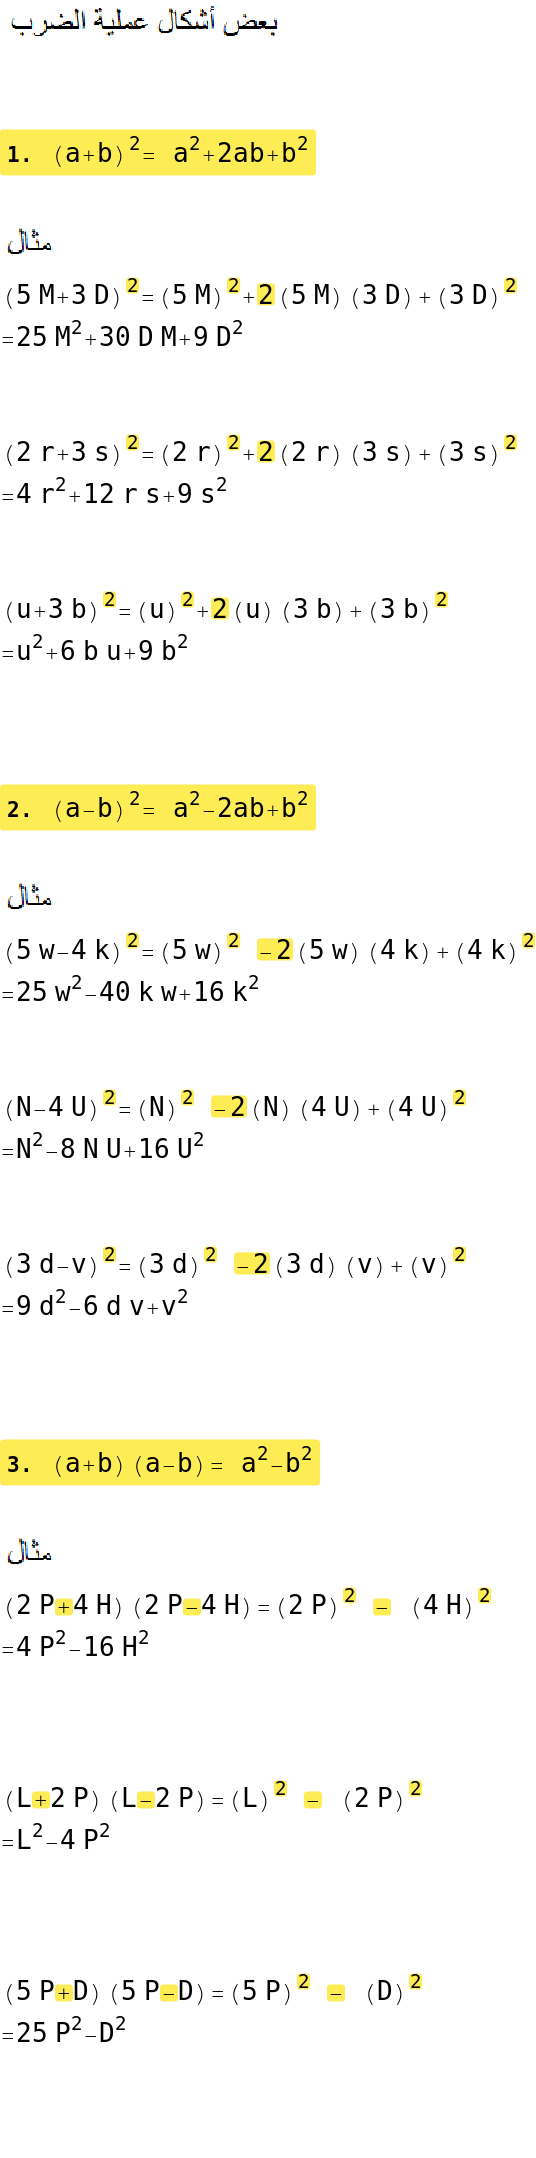 بعض أشكال عملية الضرب
1. (a+b)²= a²+2ab+b²
مثال
(5 M+3 D)²=(5 M)²+2(5 M) (3 D)+(3 D)²
=25 M²+30 D M+9 D²
(2 r+3 s)²=(2 r)²+2(2 r) (3 s)+(3 s)²
=4 r²+12 r s+9 s²
(u+3 b)²=(u)²+2(u) (3 b)+(3 b)²
=u²+6 b u+9 b²
2. (a-b)²= a²-2ab+b²
مثال
(5 w-4 k)²=(5 w)² -2(5 w) (4 k)+(4 k)²
=25 w²-40 k w+16 k²
(N-4 U)²=(N)² -2(N) (4 U)+(4 U)²
=N²-8 N U+16 U²
(3 d-v)²=(3 d)² -2(3 d) (v)+(v)²
=9 d²-6 d v+v²
3. (a+b)(a-b)= a²-b²
مثال
(2 P+4 H) (2 P-4 H)=(2 P)² - (4 H)²
=4 P²-16 H²
(L+2 P) (L-2 P)=(L)² - (2 P)²
=L²-4 P²
(5 P+D) (5 P-D)=(5 P)² - (D)²
=25 P²-D²